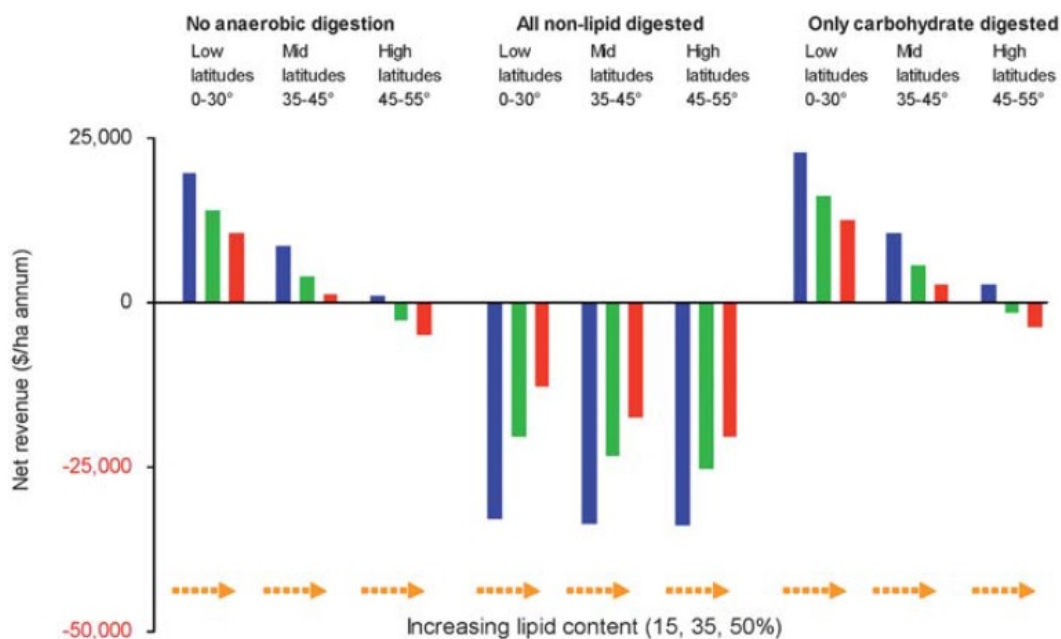 No anaerobic digestion All non-lipid digested Only carbohydrate digested
Low Mid High Low Mid High Low Mid High
latitudes latitudes latitudes latitudes latitudes latitudes latitudes latitudes latitudes
0-30° 35-45° 45-55° 0-30° 35-45° 45-55° 0-30° 35-45° 45-55°
25,000
0
-25,000
-50,000
Net revenue ($/ha annum)
Increasing lipid content (15, 35, 50%)